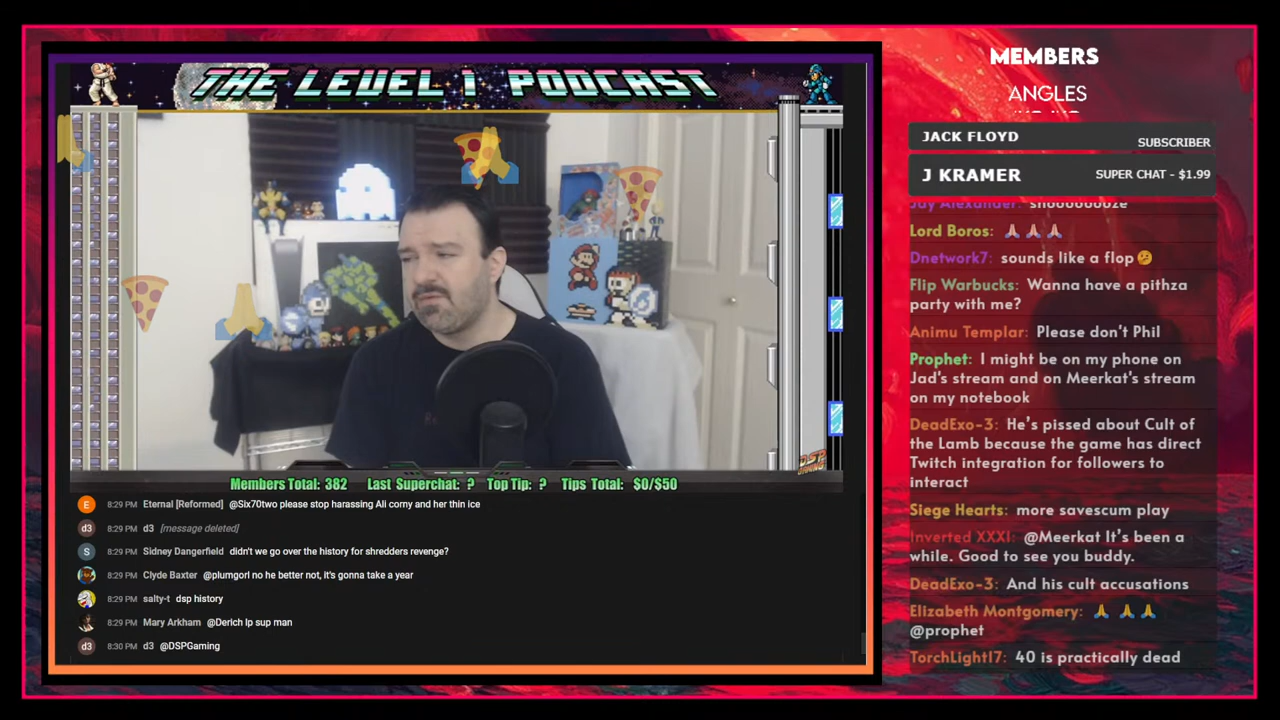 THE LEVEL 1 PODCAST
Members Total: 382 Last Superchat: ? Top Tip: ? Tips Total: $0/$50
E 8:29 PM Eternal [Reformed] @Six70two please stop harassing Ali corny and her thin ice
d3 8:29 PM d3 [message deleted]
S 8:29 PM Sidney Dangerfield didn't we go over the history for shredders revenge?
8:29 PM Clyde Baxter @plumgorl no he better not, it's gonna take a year
8:29 PM salty-t dsp history
8:29 PM Mary Arkham @Derich lp sup man
d3 8:30 PM d3 @DSPGaming
DSP GAMING
MEMBERS
ANGLES
JACK FLOYD SUBSCRIBER
J KRAMER SUPER CHAT - $1.99
Jay Alexander: snoooooooze
Lord Boros: 🙏 🙏 🙏
Dnetwork7: sounds like a flop🤔
Flip Warbucks: Wanna have a pithza
party with me?
Animu Templar: Please don't Phil
Prophet: I might be on my phone on
Jad's stream and on Meerkat's stream
on my notebook
DeadExo-3: He's pissed about Cult of
the Lamb because the game has direct
Twitch integration for followers to
interact
Siege Hearts: more savescum play
Inverted XXXI: @Meerkat It's been a
while. Good to see you buddy.
DeadExo-3: And his cult accusations
Elizabeth Montgomery: 🙏 🙏 🙏
@prophet
TorchLight17: 40 is practically dead